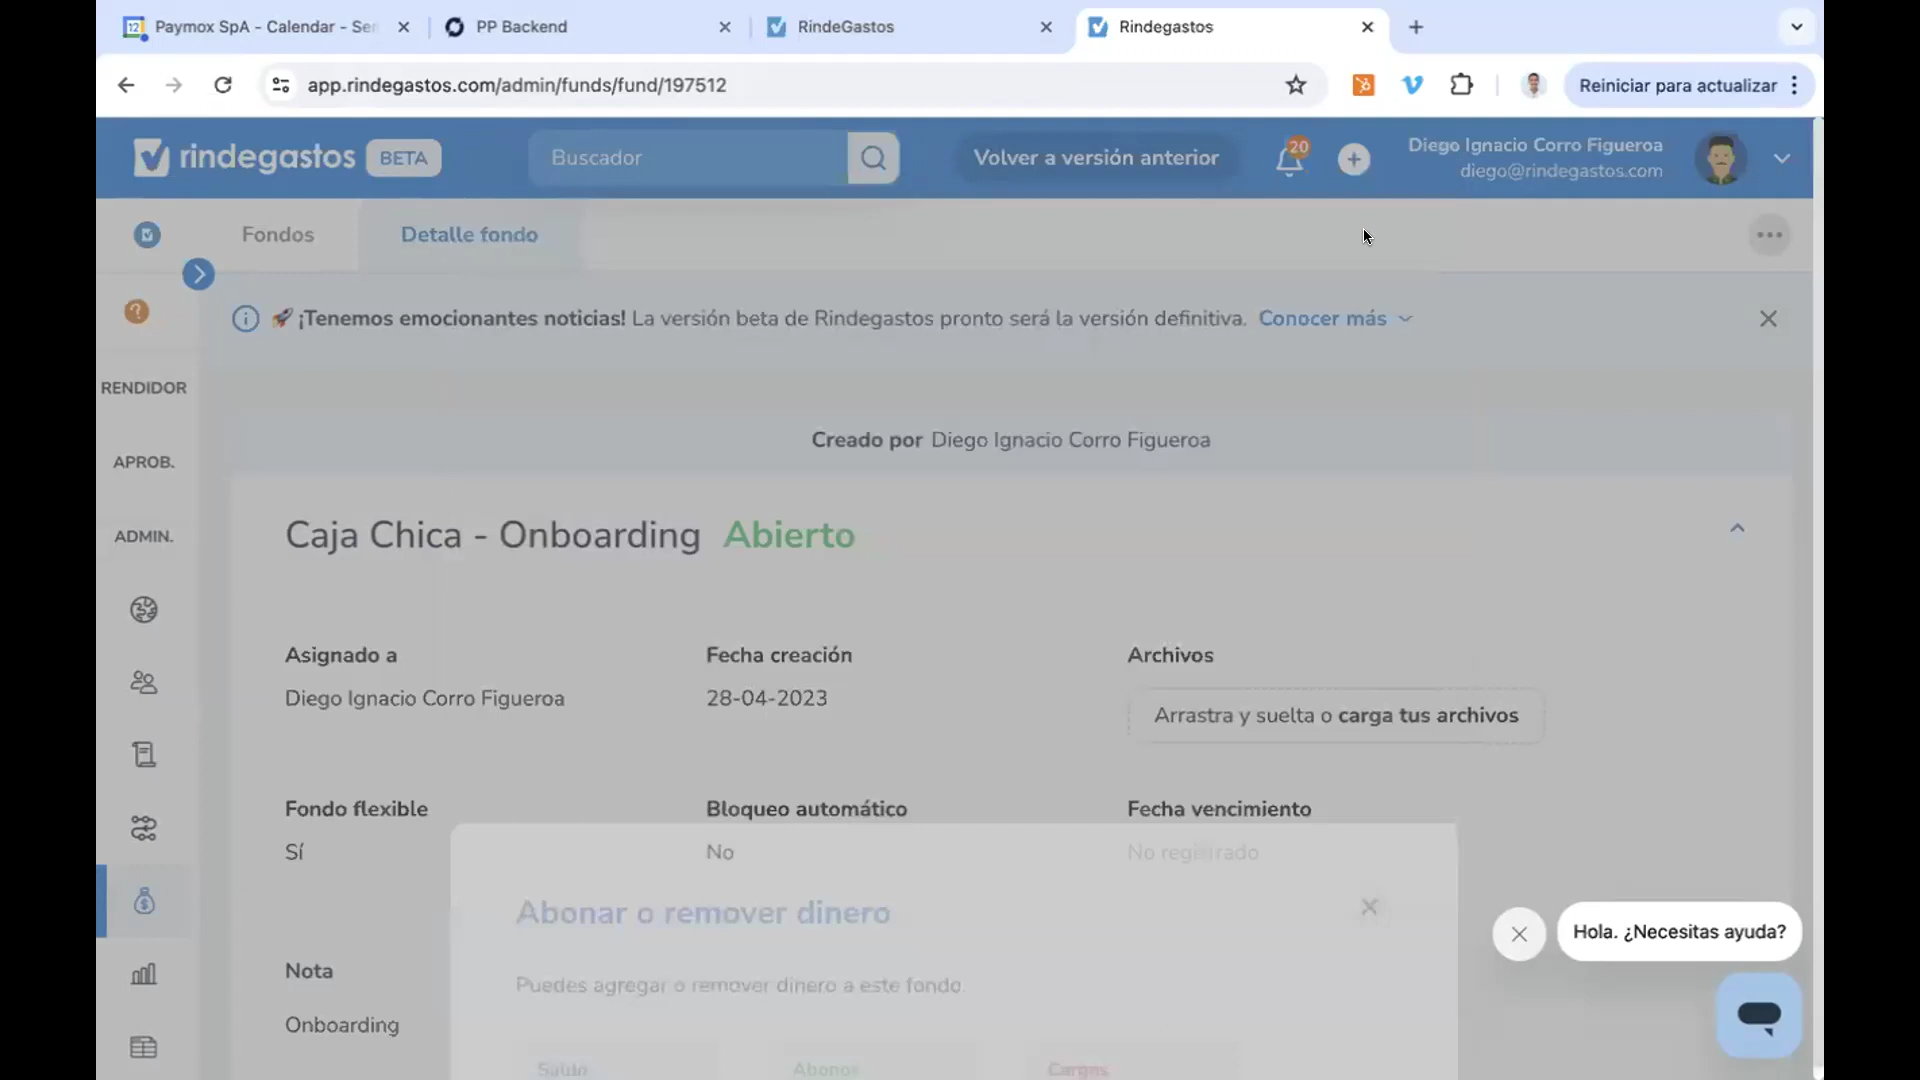 Paymox SpA - Calendar - Sen
PP Backend
RindeGastos
Rindegastos
app.rindegastos.com/admin/funds/fund/197512
Reiniciar para actualizar
rindegastos BETA
Buscador
Volver a versión anterior
20
Diego Ignacio Corro Figueroa
diego@rindegastos.com
Fondos
Detalle fondo
🚀 ¡Tenemos emocionantes noticias! La versión beta de Rindegastos pronto será la versión definitiva. Conocer más
RENDIDOR
Creado por Diego Ignacio Corro Figueroa
APROB.
Caja Chica - Onboarding Abierto
ADMIN.
Asignado a
Fecha creación
Archivos
Diego Ignacio Corro Figueroa
28-04-2023
Arrastra y suelta o carga tus archivos
Fondo flexible
Bloqueo automático
Fecha vencimiento
Sí
No
No registrado
Abonar o remover dinero
Hola. ¿Necesitas ayuda?
Nota
Puedes agregar o remover dinero a este fondo.
Onboarding
Saldo
Abonos
Cargos